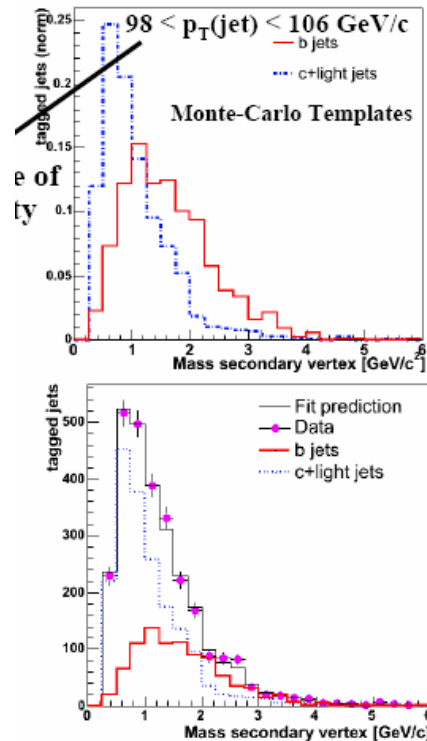 98 < pT(jet) < 106 GeV/c
b jets
c+light jets
Monte-Carlo Templates
e of
ty
tagged jets (norm)
0.25
0.2
0.15
0.1
0.05
0
0 1 2 3 4 5 6
Mass secondary vertex [GeV/c
tagged jets
Fit prediction
Data
b jets
c+light jets
500
400
300
200
100
0
0 1 2 3 4 5 6
Mass secondary vertex [GeV/c